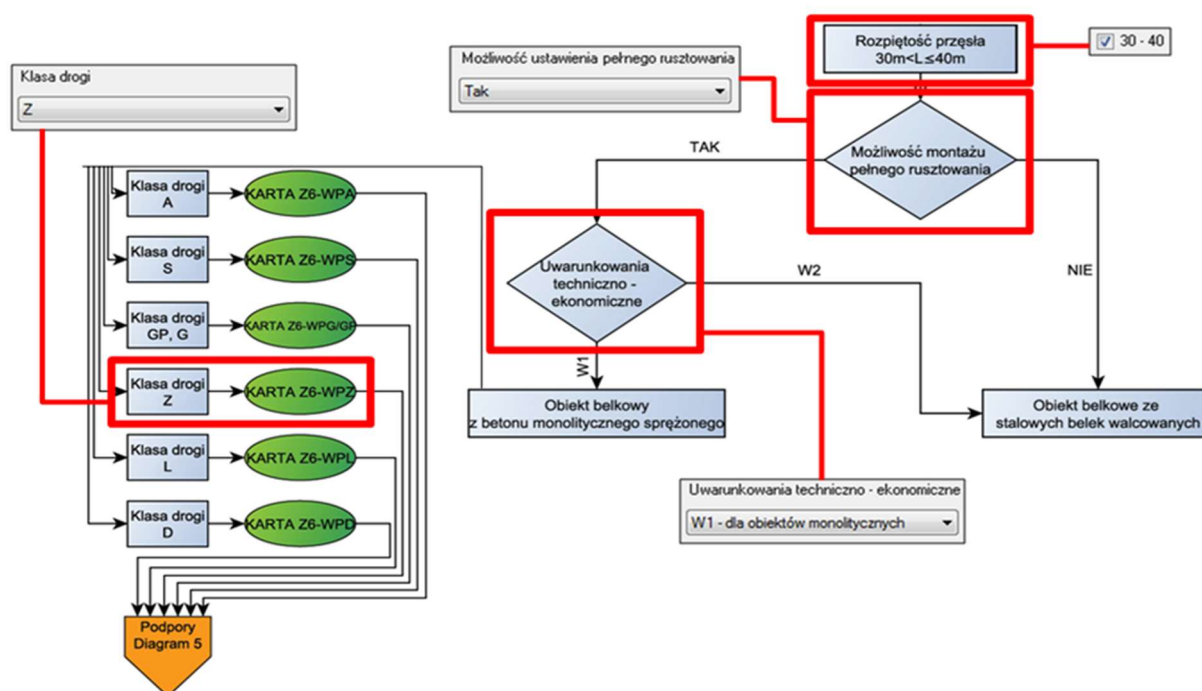 Rozpiętość przęsła
30m<L≤40m
30 - 40
Możliwość ustawienia pełnego rusztowania
Tak
Klasa drogi
Z
Możliwość montażu
pełnego rusztowania
TAK
NIE
Uwarunkowania
techniczno -
ekonomiczne
W2
W1
Klasa drogi
A
KARTA Z6-WPA
Klasa drogi
S
KARTA Z6-WPS
Klasa drogi
GP, G
KARTA Z6-WPG/GP
Klasa drogi
Z
KARTA Z6-WPZ
Klasa drogi
L
KARTA Z6-WPL
Klasa drogi
D
KARTA Z6-WPD
Obiekt belkowy
z betonu monolitycznego sprężonego
Obiekt belkowe ze
stalowych belek walcowanych
Uwarunkowania techniczno - ekonomiczne
W1 - dla obiektów monolitycznych
Podpory
Diagram 5